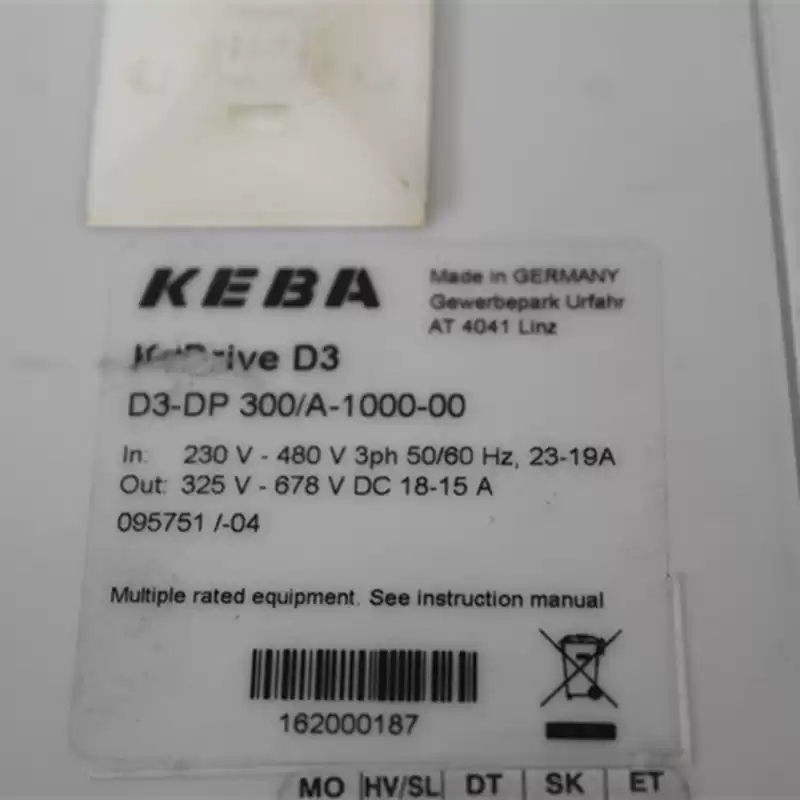 KEBA
Made in GERMANY
Gewerbepark Urfahr
AT 4041 Linz
D3
D3-DP 300/A-1000-00
In: 230 V - 480 V 3ph 50/60 Hz, 23-19A
Out: 325 V - 678 V DC 18-15 A
095751 /-04
Multiple rated equipment. See instruction manual
162000187
MO HV/SL DT SK ET